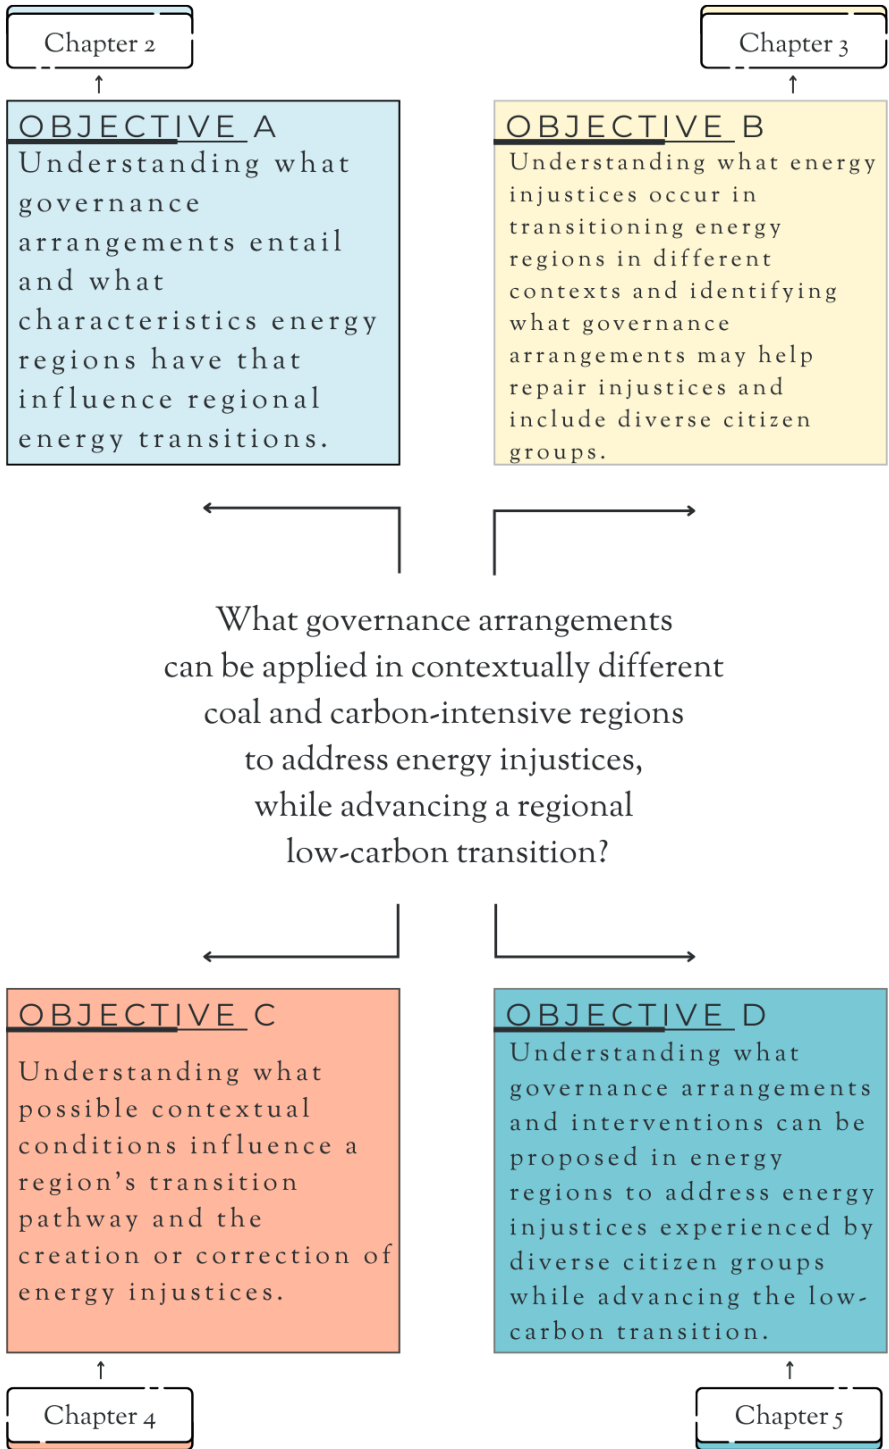 Chapter 2
OBJECTIVE A
Understanding what
governance
arrangements entail
and what
characteristics energy
regions have that
influence regional
energy transitions.
Chapter 3
OBJECTIVE B
Understanding what energy
injustices occur in
transitioning energy
regions in different
contexts and identifying
what governance
arrangements may help
repair injustices and
include diverse citizen
groups.
What governance arrangements
can be applied in contextually different
coal and carbon-intensive regions
to address energy injustices,
while advancing a regional
low-carbon transition?
OBJECTIVE C
Understanding what
possible contextual
conditions influence a
region's transition
pathway and the
creation or correction of
energy injustices.
Chapter 4
OBJECTIVE D
Understanding what
governance arrangements
and interventions can be
proposed in energy
regions to address energy
injustices experienced by
diverse citizen groups
while advancing the low-
carbon transition.
Chapter 5